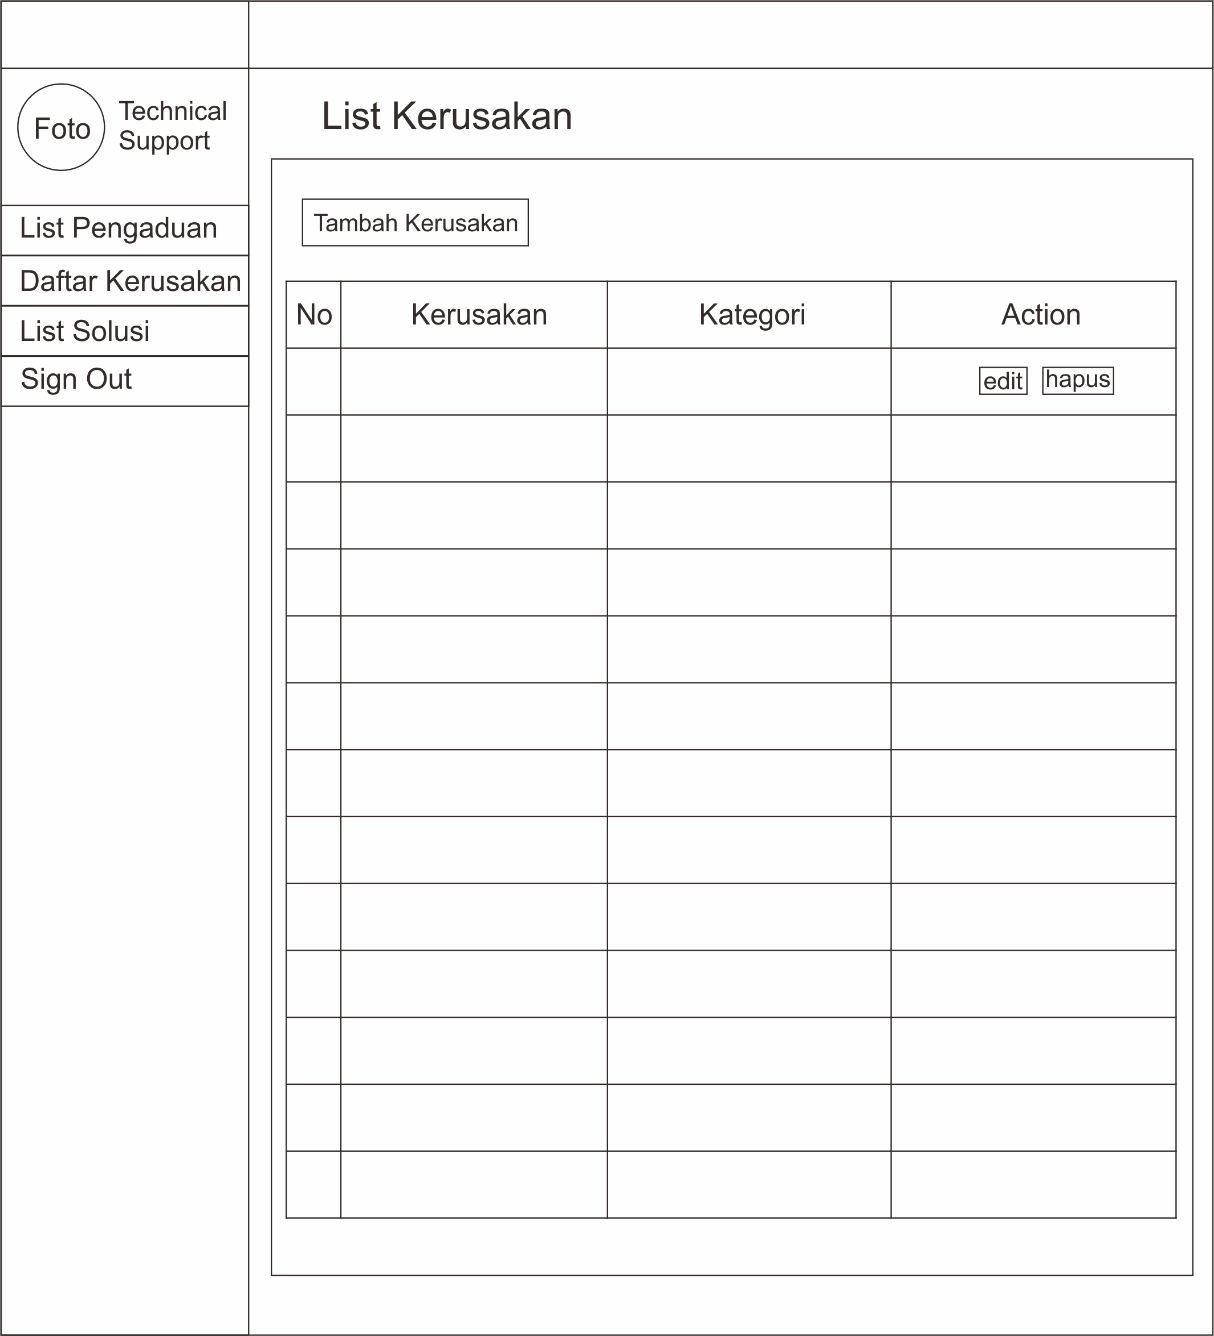 Foto
Technical
Support
List Pengaduan
Daftar Kerusakan
List Solusi
Sign Out
List Kerusakan
Tambah Kerusakan
No Kerusakan Kategori Action
edit hapus